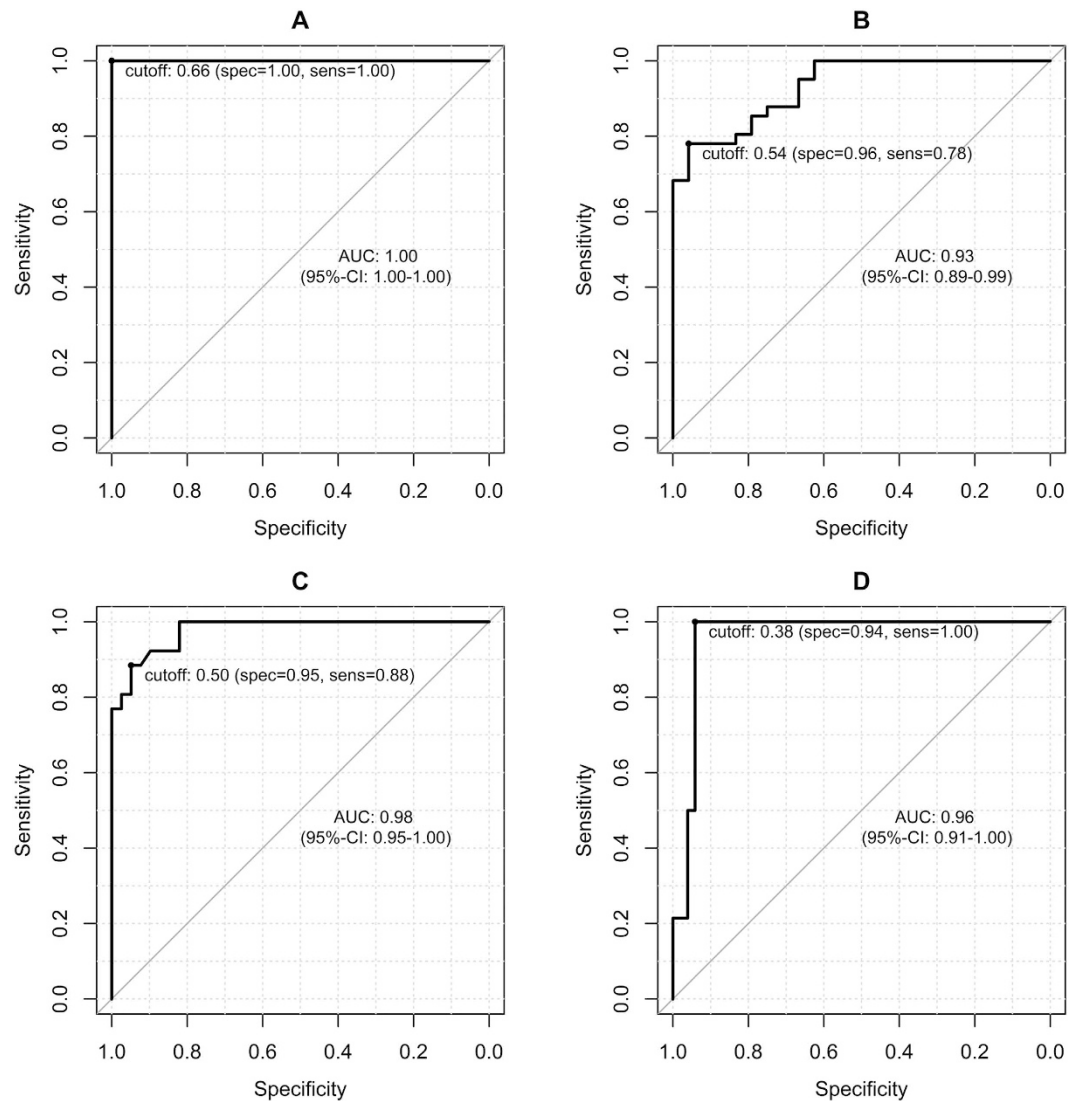 A
1.0
0.8
0.6
0.4
0.2
0.0
Sensitivity
cutoff: 0.66 (spec=1.00, sens=1.00)
AUC: 1.00
(95%-CI: 1.00-1.00)
1.0 0.8 0.6 0.4 0.2 0.0
Specificity
B
1.0
0.8
0.6
0.4
0.2
0.0
Sensitivity
cutoff: 0.54 (spec=0.96, sens=0.78)
AUC: 0.93
(95%-CI: 0.89-0.99)
1.0 0.8 0.6 0.4 0.2 0.0
Specificity
C
1.0
0.8
0.6
0.4
0.2
0.0
Sensitivity
cutoff: 0.50 (spec=0.95, sens=0.88)
AUC: 0.98
(95%-CI: 0.95-1.00)
1.0 0.8 0.6 0.4 0.2 0.0
Specificity
D
1.0
0.8
0.6
0.4
0.2
0.0
Sensitivity
cutoff: 0.38 (spec=0.94, sens=1.00)
AUC: 0.96
(95%-CI: 0.91-1.00)
1.0 0.8 0.6 0.4 0.2 0.0
Specificity